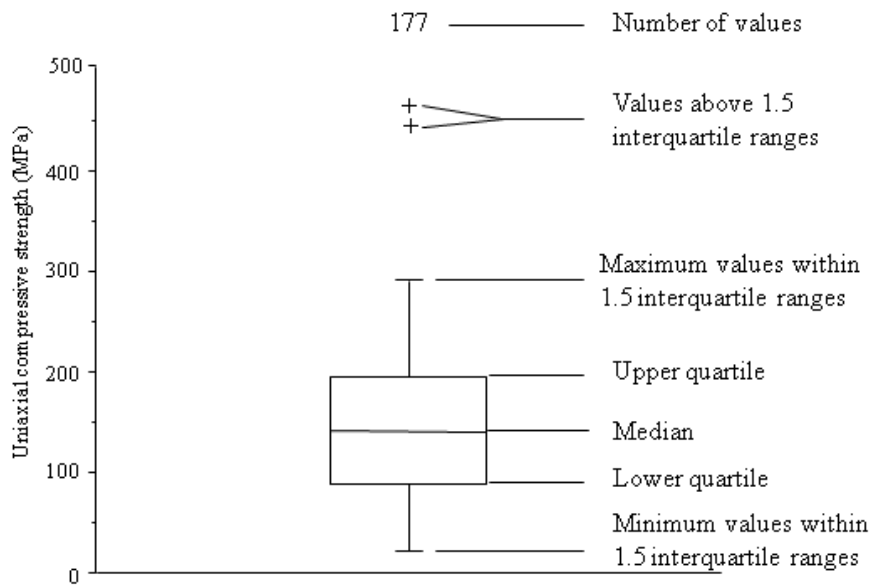 177
Number of values
500
Values above 1.5
interquartile ranges
400
300
Maximum values within
1.5 interquartile ranges
200
Upper quartile
Median
100
Lower quartile
Minimum values within
1.5 interquartile ranges
0
Uniaxial compressive strength (MPa)